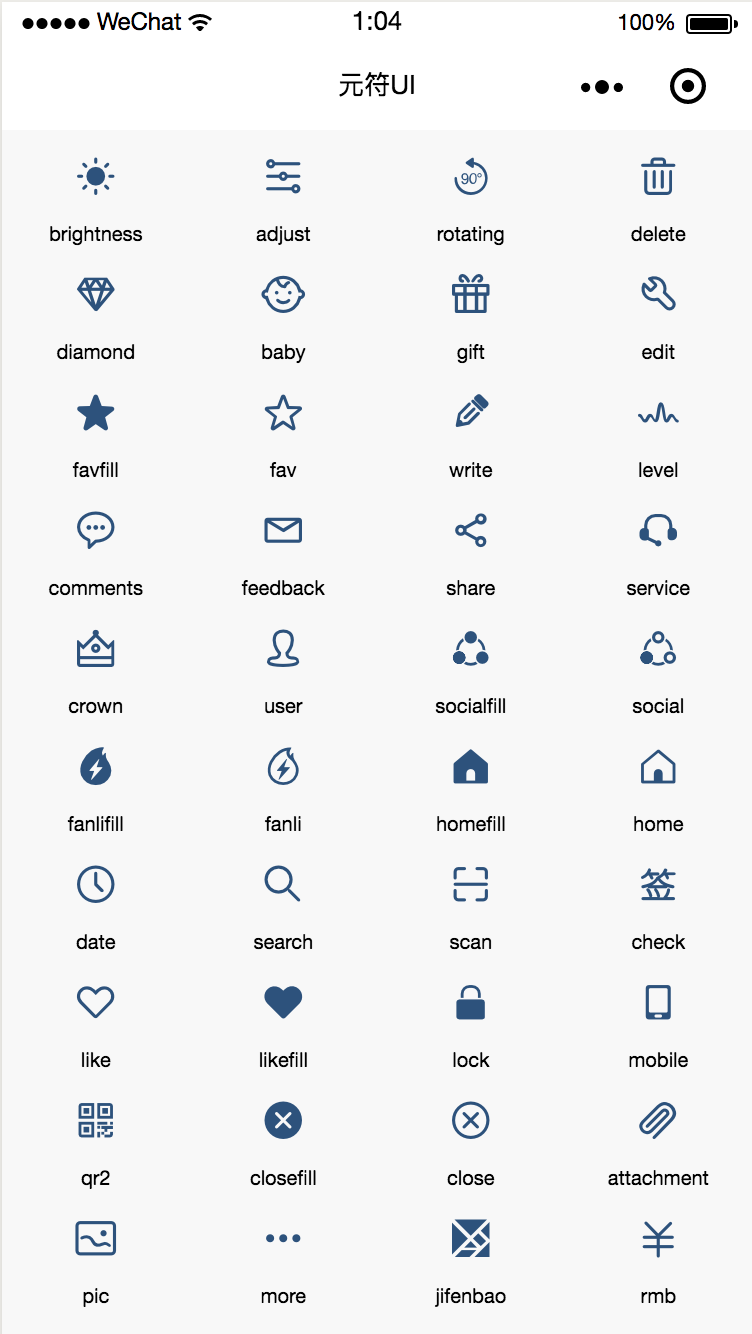 WeChat 1:04 100%
元符UI
90°
brightness adjust rotating delete
diamond baby gift edit
favfill fav write level
comments feedback share service
crown user socialfill social
fanlifill fanli homefill home
签
date search scan check
like likefill lock mobile
qr2 closefill close attachment
pic more jifenbao rmb